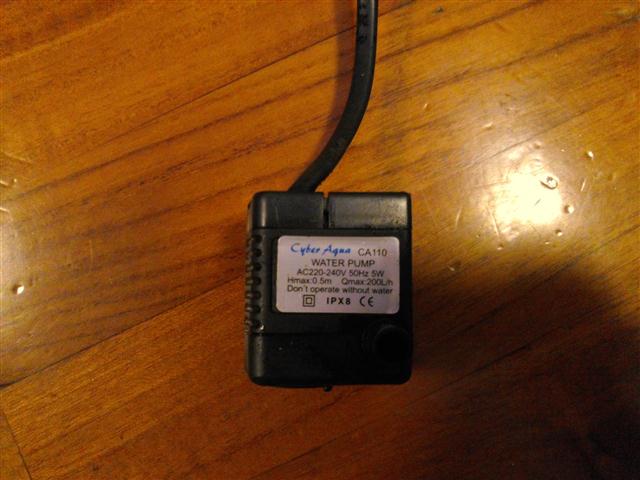 Cyber Aqua CA110
WATER PUMP
AC220-240V 50Hz 5W
Hmax:0.5m Qmax:200L/h
Don't operate without water
IPX8 CE